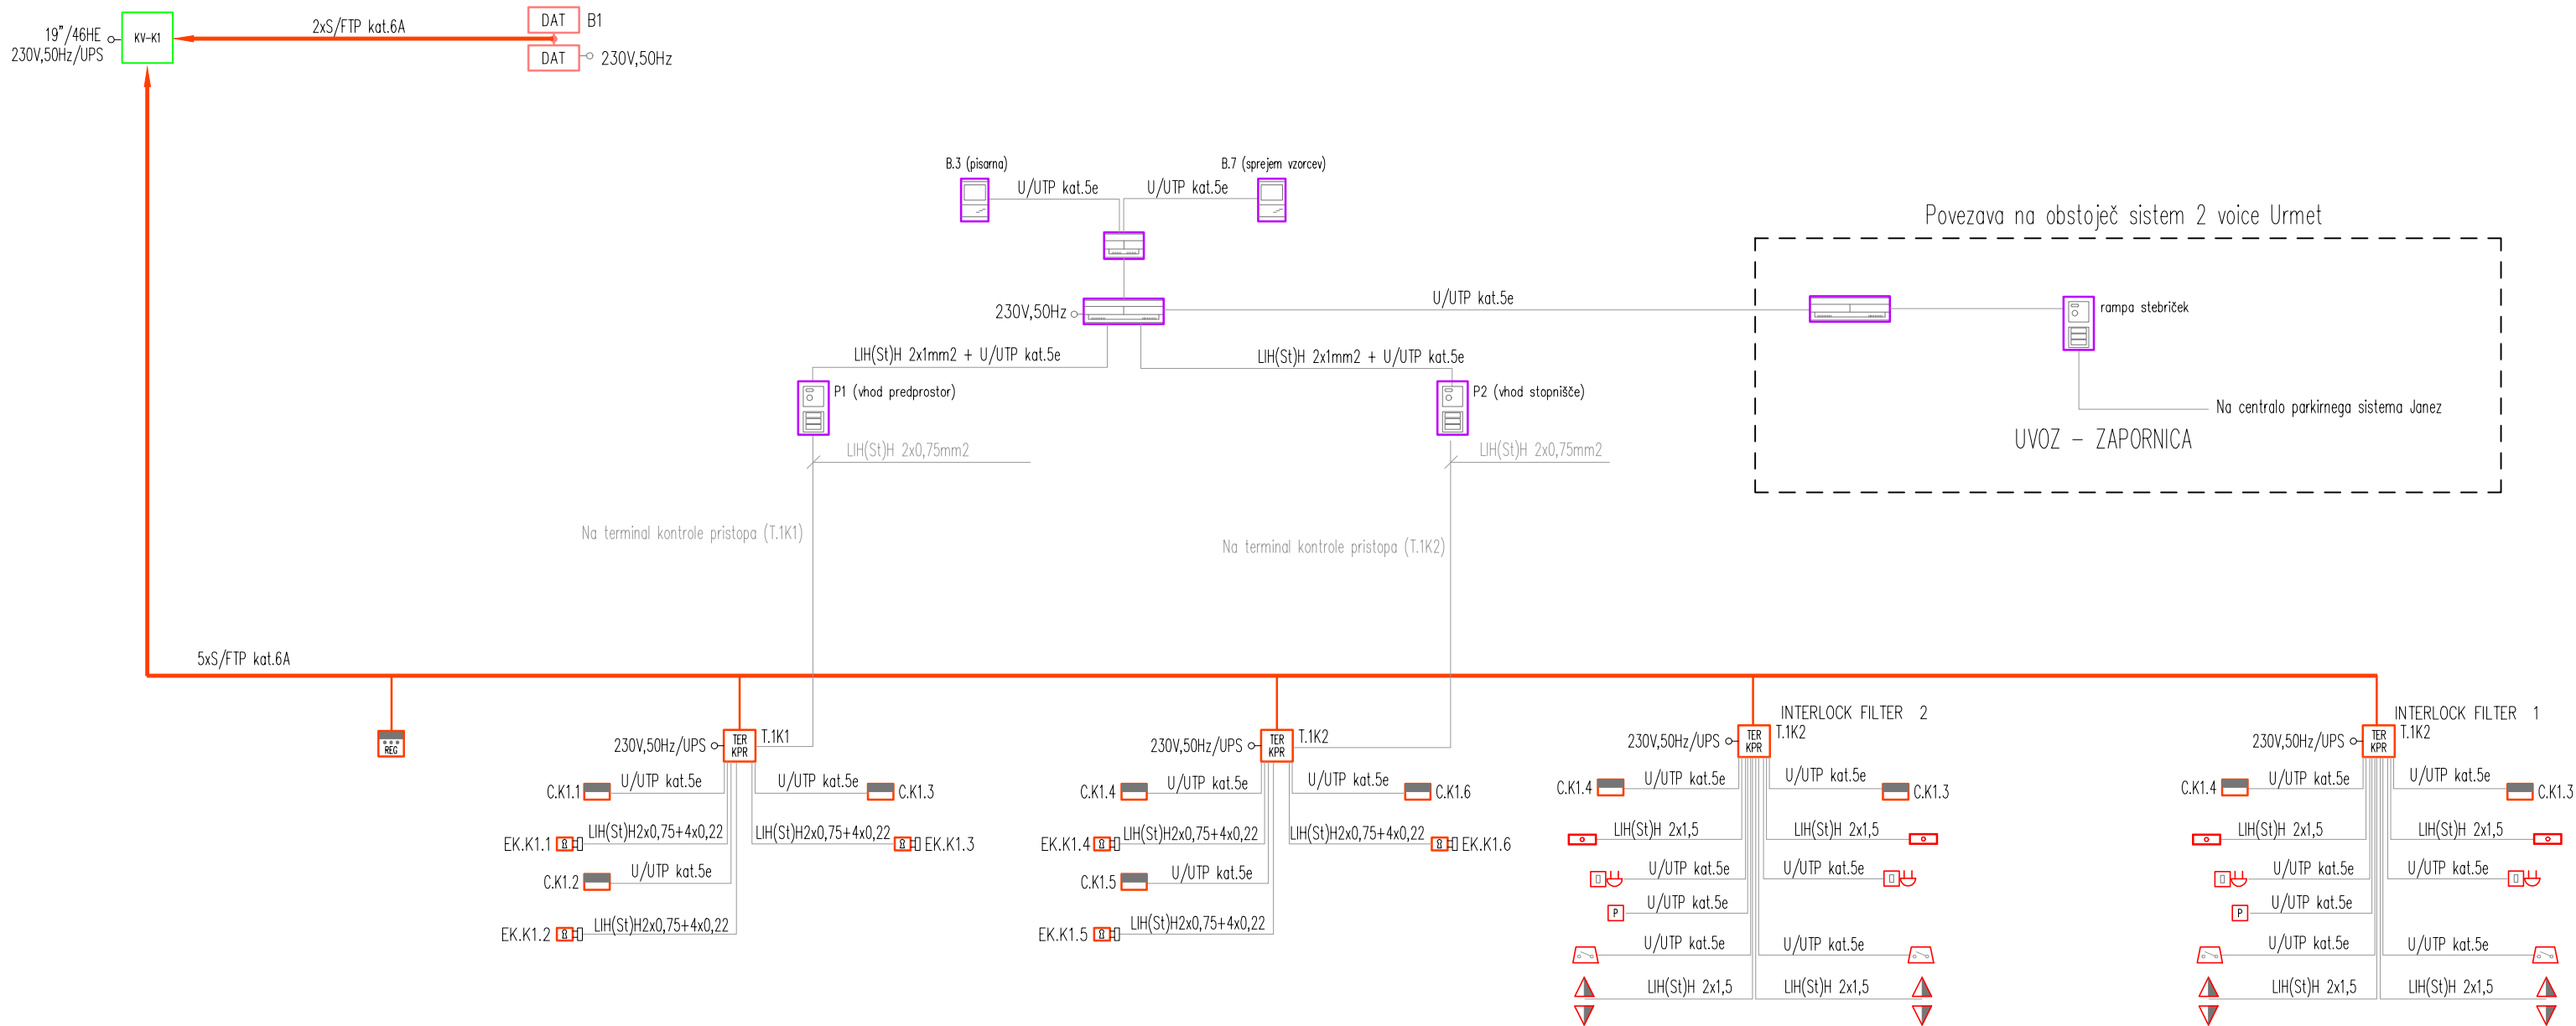 19"/46HE
230V,50Hz/UPS
KV-K1
2xS/FTP kat.6A
DAT
B1
DAT
230V,50Hz
B.3 (pisarna)
B.7 (sprejem vzorcev)
U/UTP kat.5e
U/UTP kat.5e
Povezava na obstoječ sistem 2 voice Urmet
230V,50Hz
U/UTP kat.5e
rampa stebriček
LIH(St)H 2x1mm2 + U/UTP kat.5e
LIH(St)H 2x1mm2 + U/UTP kat.5e
P1 (vhod predprostor)
P2 (vhod stopnišče)
Na centralo parkirnega sistema Janez
UVOZ - ZAPORNICA
LIH(St)H 2x0,75mm2
LIH(St)H 2x0,75mm2
Na terminal kontrole pristopa (T.1K1)
Na terminal kontrole pristopa (T.1K2)
5xS/FTP kat.6A
REG
230V,50Hz/UPS
TER
KPR
T.1K1
C.K1.1
U/UTP kat.5e
U/UTP kat.5e
C.K1.3
EK.K1.1
LIH(St)H2x0,75+4x0,22
LIH(St)H2x0,75+4x0,22
EK.K1.3
C.K1.2
U/UTP kat.5e
EK.K1.2
LIH(St)H2x0,75+4x0,22
230V,50Hz/UPS
TER
KPR
T.1K2
C.K1.4
U/UTP kat.5e
U/UTP kat.5e
C.K1.6
EK.K1.4
LIH(St)H2x0,75+4x0,22
LIH(St)H2x0,75+4x0,22
EK.K1.6
C.K1.5
U/UTP kat.5e
EK.K1.5
LIH(St)H2x0,75+4x0,22
INTERLOCK FILTER 2
230V,50Hz/UPS
TER
KPR
T.1K2
C.K1.4
U/UTP kat.5e
U/UTP kat.5e
C.K1.3
LIH(St)H 2x1,5
LIH(St)H 2x1,5
U/UTP kat.5e
U/UTP kat.5e
P
U/UTP kat.5e
U/UTP kat.5e
U/UTP kat.5e
LIH(St)H 2x1,5
LIH(St)H 2x1,5
INTERLOCK FILTER 1
230V,50Hz/UPS
TER
KPR
T.1K2
C.K1.4
U/UTP kat.5e
U/UTP kat.5e
C.K1.3
LIH(St)H 2x1,5
LIH(St)H 2x1,5
U/UTP kat.5e
U/UTP kat.5e
P
U/UTP kat.5e
U/UTP kat.5e
U/UTP kat.5e
LIH(St)H 2x1,5
LIH(St)H 2x1,5